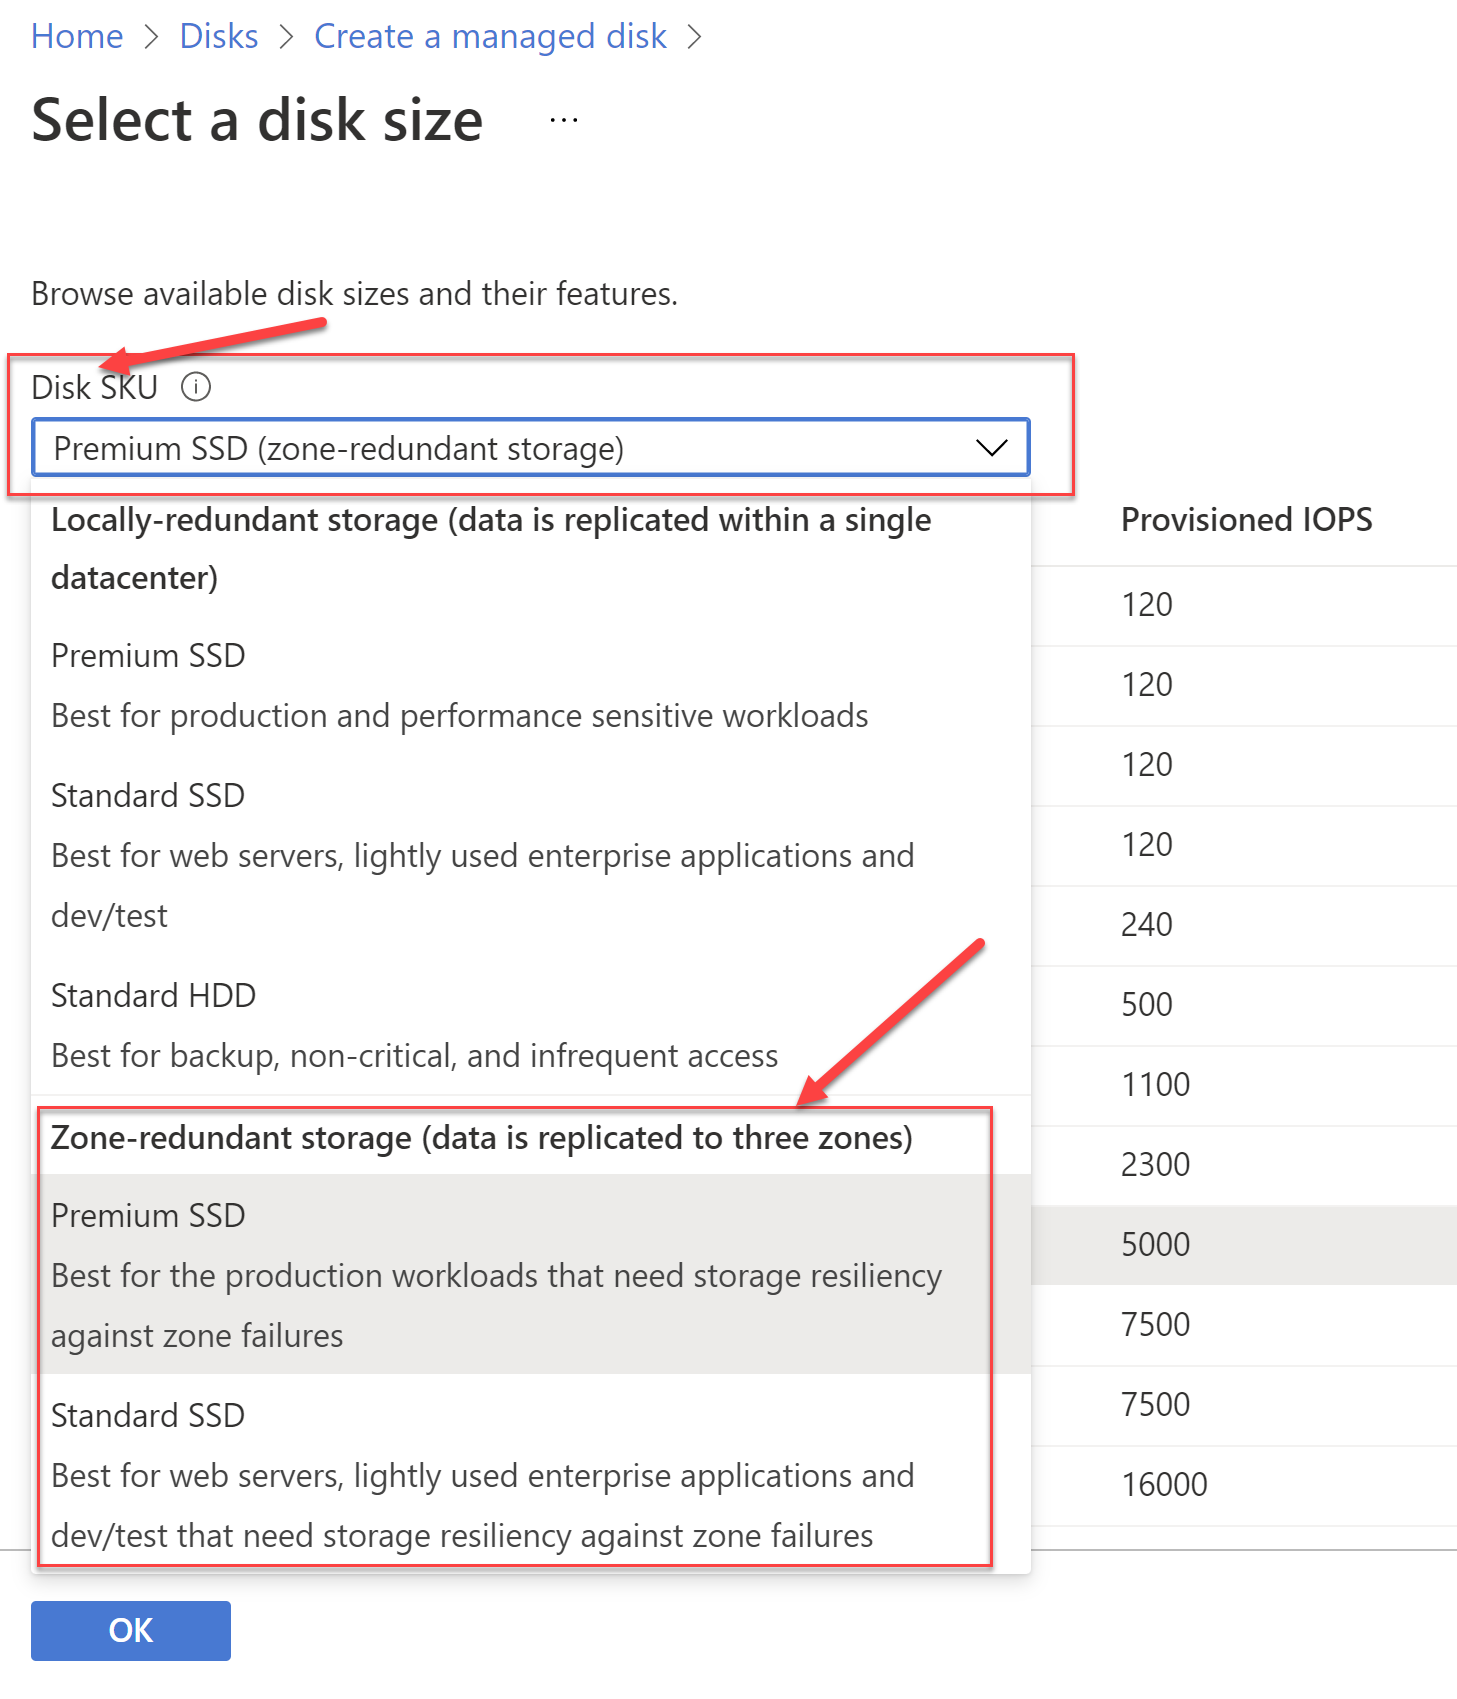 Home > Disks > Create a managed disk >
Select a disk size ...
Browse available disk sizes and their features.
Disk SKU
Premium SSD (zone-redundant storage)
Locally-redundant storage (data is replicated within a single
datacenter)
Premium SSD
Best for production and performance sensitive workloads
Standard SSD
Best for web servers, lightly used enterprise applications and
dev/test
Standard HDD
Best for backup, non-critical, and infrequent access
Zone-redundant storage (data is replicated to three zones)
Premium SSD
Best for the production workloads that need storage resiliency
against zone failures
Standard SSD
Best for web servers, lightly used enterprise applications and
dev/test that need storage resiliency against zone failures
Provisioned IOPS
120
120
120
120
240
500
1100
2300
5000
7500
7500
16000
OK